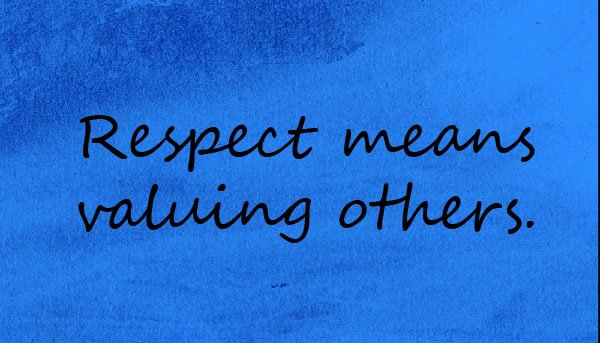 Respect means
valuing others.